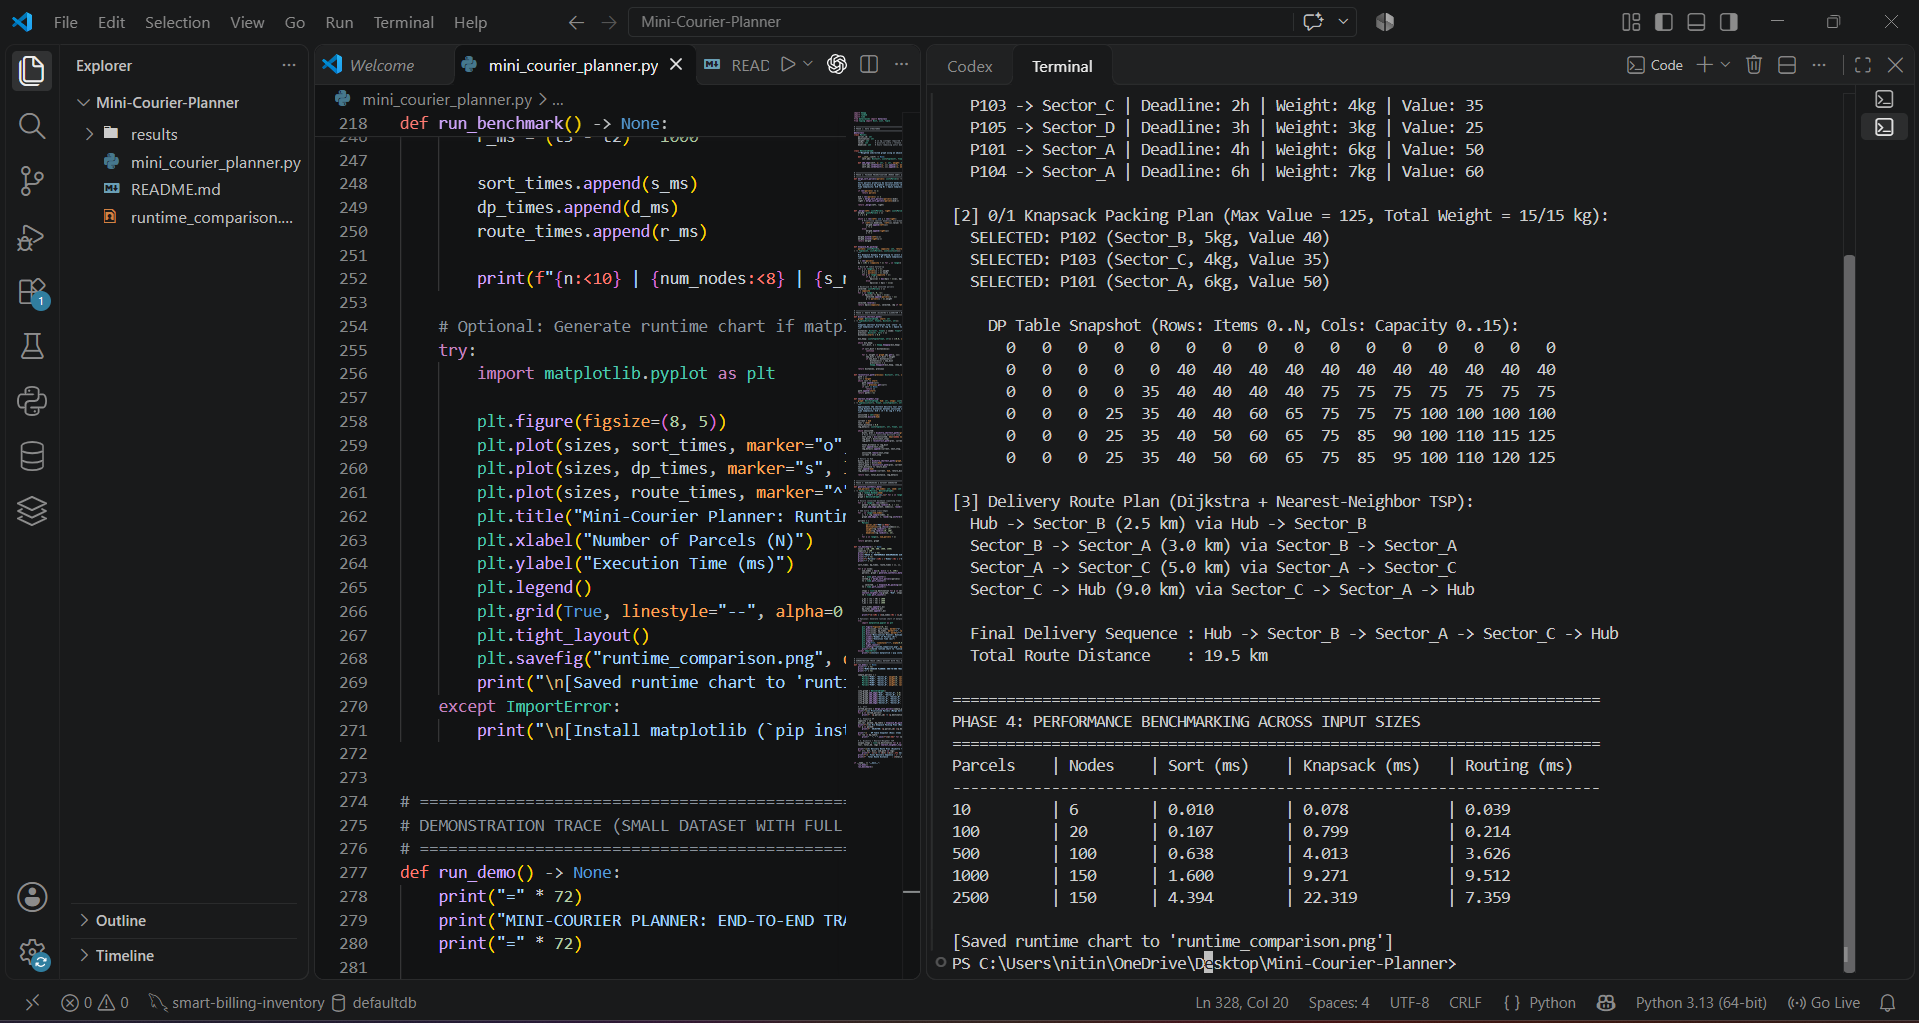 File Edit Selection View Go Run Terminal Help
Mini-Courier-Planner
Explorer
Mini-Courier-Planner
results
mini_courier_planner.py
README.md
runtime_comparison....
Outline
Timeline
Welcome
mini_courier_planner.py
READ
mini_courier_planner.py > ...
218 def run_benchmark() -> None:
246 r_ms = (t3 - t2) * 1000
247
248 sort_times.append(s_ms)
249 dp_times.append(d_ms)
250 route_times.append(r_ms)
251
252 print(f"{n:<10} | {num_nodes:<8} | {s_m
253
254 # Optional: Generate runtime chart if matpl
255 try:
256 import matplotlib.pyplot as plt
257
258 plt.figure(figsize=(8, 5))
259 plt.plot(sizes, sort_times, marker="o"
260 plt.plot(sizes, dp_times, marker="s",
261 plt.plot(sizes, route_times, marker="^"
262 plt.title("Mini-Courier Planner: Runtim
263 plt.xlabel("Number of Parcels (N)")
264 plt.ylabel("Execution Time (ms)")
265 plt.legend()
266 plt.grid(True, linestyle="--", alpha=0
267 plt.tight_layout()
268 plt.savefig("runtime_comparison.png",
269 print("\n[Saved runtime chart to 'runti
270 except ImportError:
271 print("\n[Install matplotlib (`pip inst
272
273
274 # =============================================
275 # DEMONSTRATION TRACE (SMALL DATASET WITH FULL
276 # =============================================
277 def run_demo() -> None:
278 print("=" * 72)
279 print("MINI-COURIER PLANNER: END-TO-END TRA
280 print("=" * 72)
281
Codex Terminal
Code
P103 -> Sector_C | Deadline: 2h | Weight: 4kg | Value: 35
P105 -> Sector_D | Deadline: 3h | Weight: 3kg | Value: 25
P101 -> Sector_A | Deadline: 4h | Weight: 6kg | Value: 50
P104 -> Sector_A | Deadline: 6h | Weight: 7kg | Value: 60
[2] 0/1 Knapsack Packing Plan (Max Value = 125, Total Weight = 15/15 kg):
SELECTED: P102 (Sector_B, 5kg, Value 40)
SELECTED: P103 (Sector_C, 4kg, Value 35)
SELECTED: P101 (Sector_A, 6kg, Value 50)
DP Table Snapshot (Rows: Items 0..N, Cols: Capacity 0..15):
0 0 0 0 0 0 0 0 0 0 0 0 0 0 0 0
0 0 0 0 0 40 40 40 40 40 40 40 40 40 40 40
0 0 0 0 35 40 40 40 40 75 75 75 75 75 75 75
0 0 0 25 35 40 40 60 65 75 75 75 100 100 100 100
0 0 0 25 35 40 50 60 65 75 85 90 100 110 115 125
0 0 0 25 35 40 50 60 65 75 85 95 100 110 120 125
[3] Delivery Route Plan (Dijkstra + Nearest-Neighbor TSP):
Hub -> Sector_B (2.5 km) via Hub -> Sector_B
Sector_B -> Sector_A (3.0 km) via Sector_B -> Sector_A
Sector_A -> Sector_C (5.0 km) via Sector_A -> Sector_C
Sector_C -> Hub (9.0 km) via Sector_C -> Sector_A -> Hub
Final Delivery Sequence : Hub -> Sector_B -> Sector_A -> Sector_C -> Hub
Total Route Distance : 19.5 km
========================================================================
PHASE 4: PERFORMANCE BENCHMARKING ACROSS INPUT SIZES
========================================================================
Parcels | Nodes | Sort (ms) | Knapsack (ms) | Routing (ms)
------------------------------------------------------------------------
10 | 6 | 0.010 | 0.078 | 0.039
100 | 20 | 0.107 | 0.799 | 0.214
500 | 100 | 0.638 | 4.013 | 3.626
1000 | 150 | 1.600 | 9.271 | 9.512
2500 | 150 | 4.394 | 22.319 | 7.359
[Saved runtime chart to 'runtime_comparison.png']
PS C:\Users\nitin\OneDrive\Desktop\Mini-Courier-Planner>
1
0 0 smart-billing-inventory defaultdb
Ln 328, Col 20 Spaces: 4 UTF-8 CRLF { } Python Python 3.13 (64-bit) Go Live